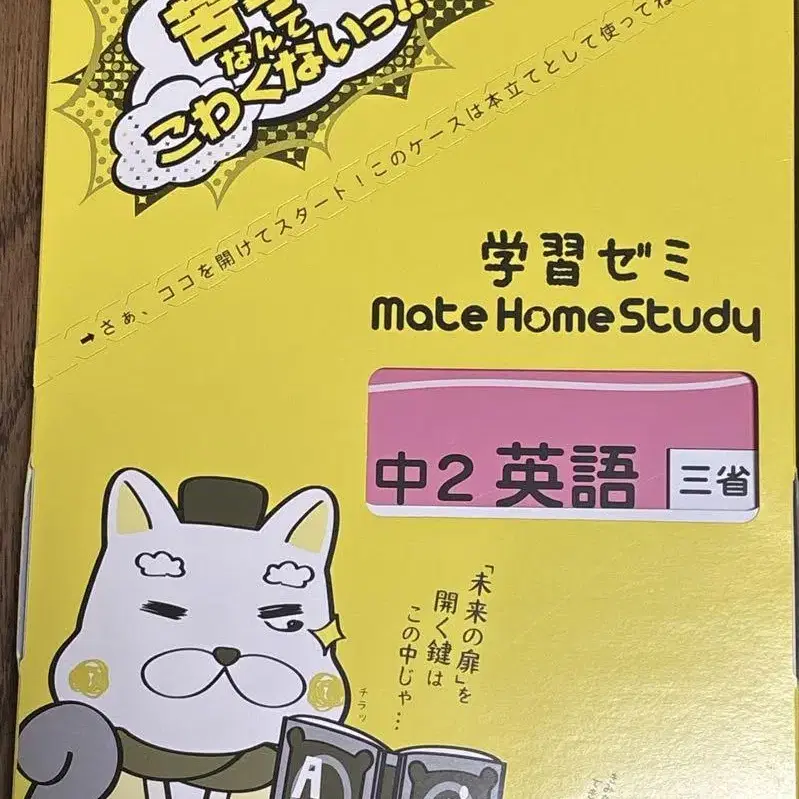 なんて
こわくないっ!!
➡さぁ、ココを開けてスタート!このケースは本立てとして使ってね
学習ゼミ
Mate Home Study
中2 英語 三省
「未来の扉」を
開く鍵は
この中じゃ…
チラッ
A